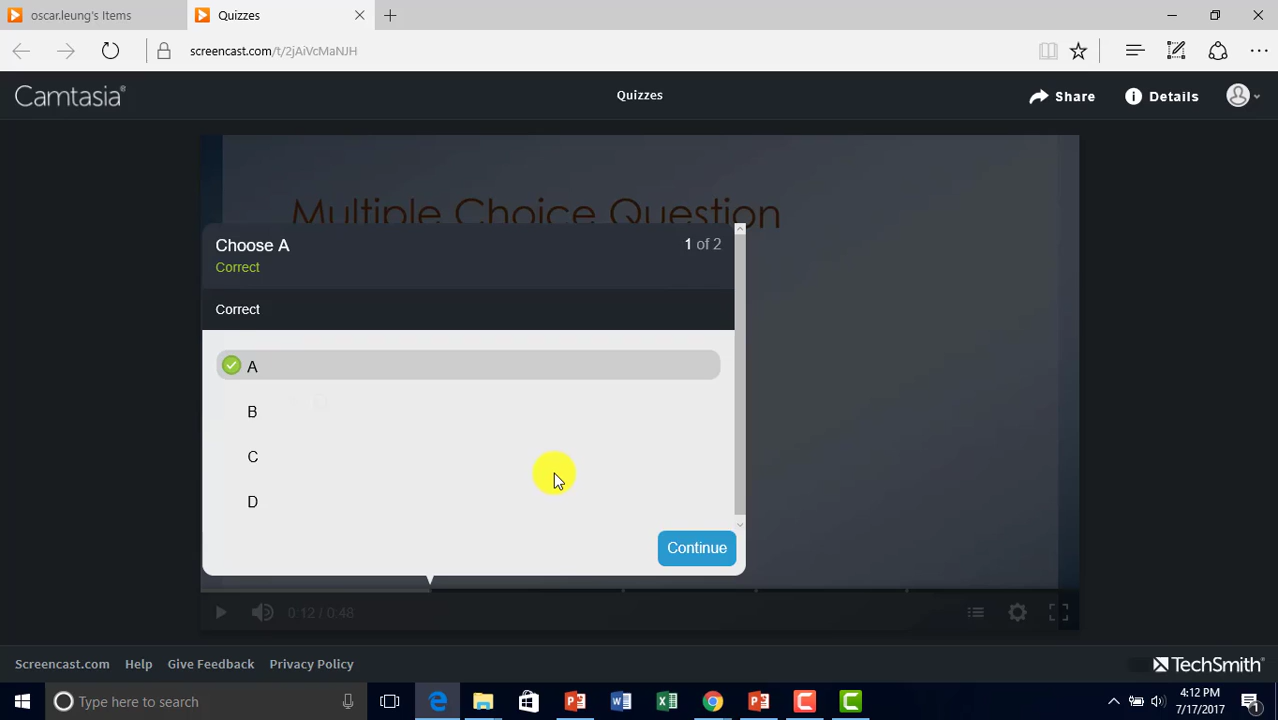 oscar.leung's Items
Quizzes
screencast.com/t/2jAiVcMaNJH
Camtasia®
Quizzes
Share
Details
Multiple Choice Question
Choose A
1 of 2
Correct
Correct
A
B
C
D
Continue
0:12 / 0:48
Screencast.com
Help
Give Feedback
Privacy Policy
TechSmith®
Type here to search
4:12 PM
7/17/2017